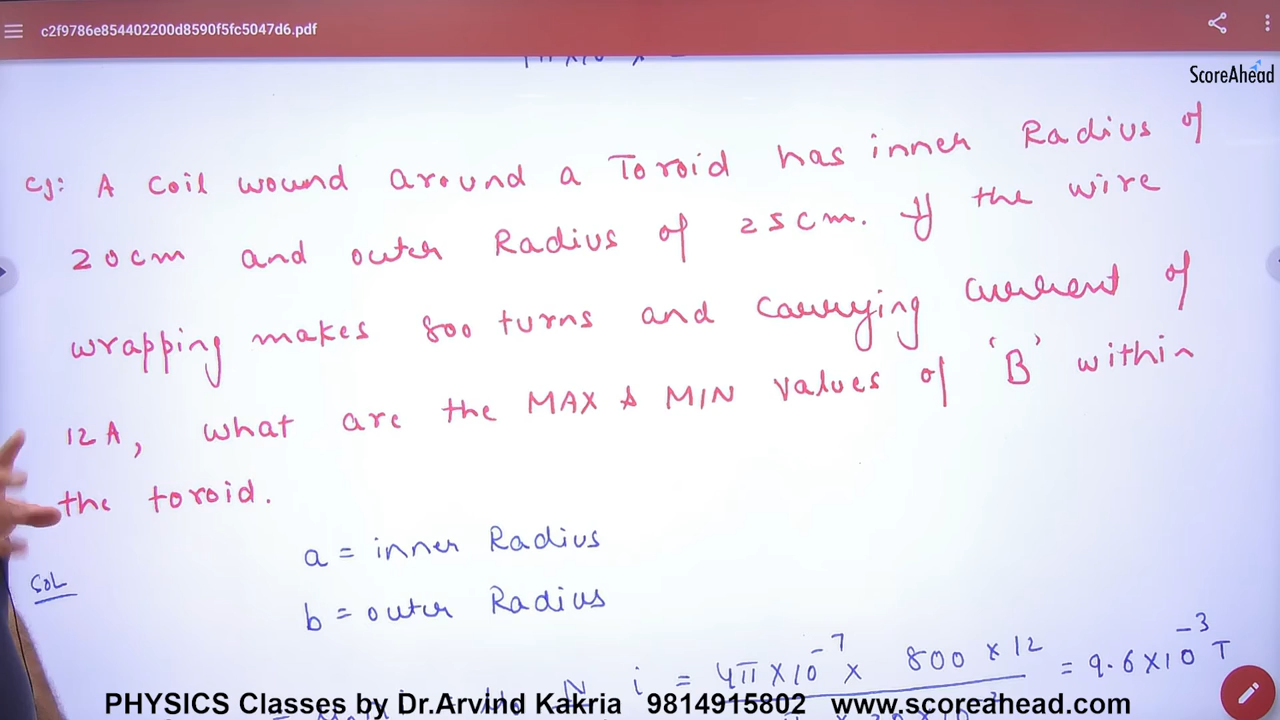 c2f9786e854402200d8590f5fc5047d6.pdf
ScoreAhead
eg: A coil wound around a Toroid has inner Radius of
20cm and outer Radius of 25cm. If the wire
wrapping makes 800 turns and carrying current of
12A, what are the MAX & MIN values of 'B' within
the toroid.
a = inner Radius
Sol
b = outer Radius
N i = 4π×10⁻⁷ × 800 × 12 = 9.6×10⁻³ T
PHYSICS Classes by Dr.Arvind Kakria 9814915802 www.scoreahead.com